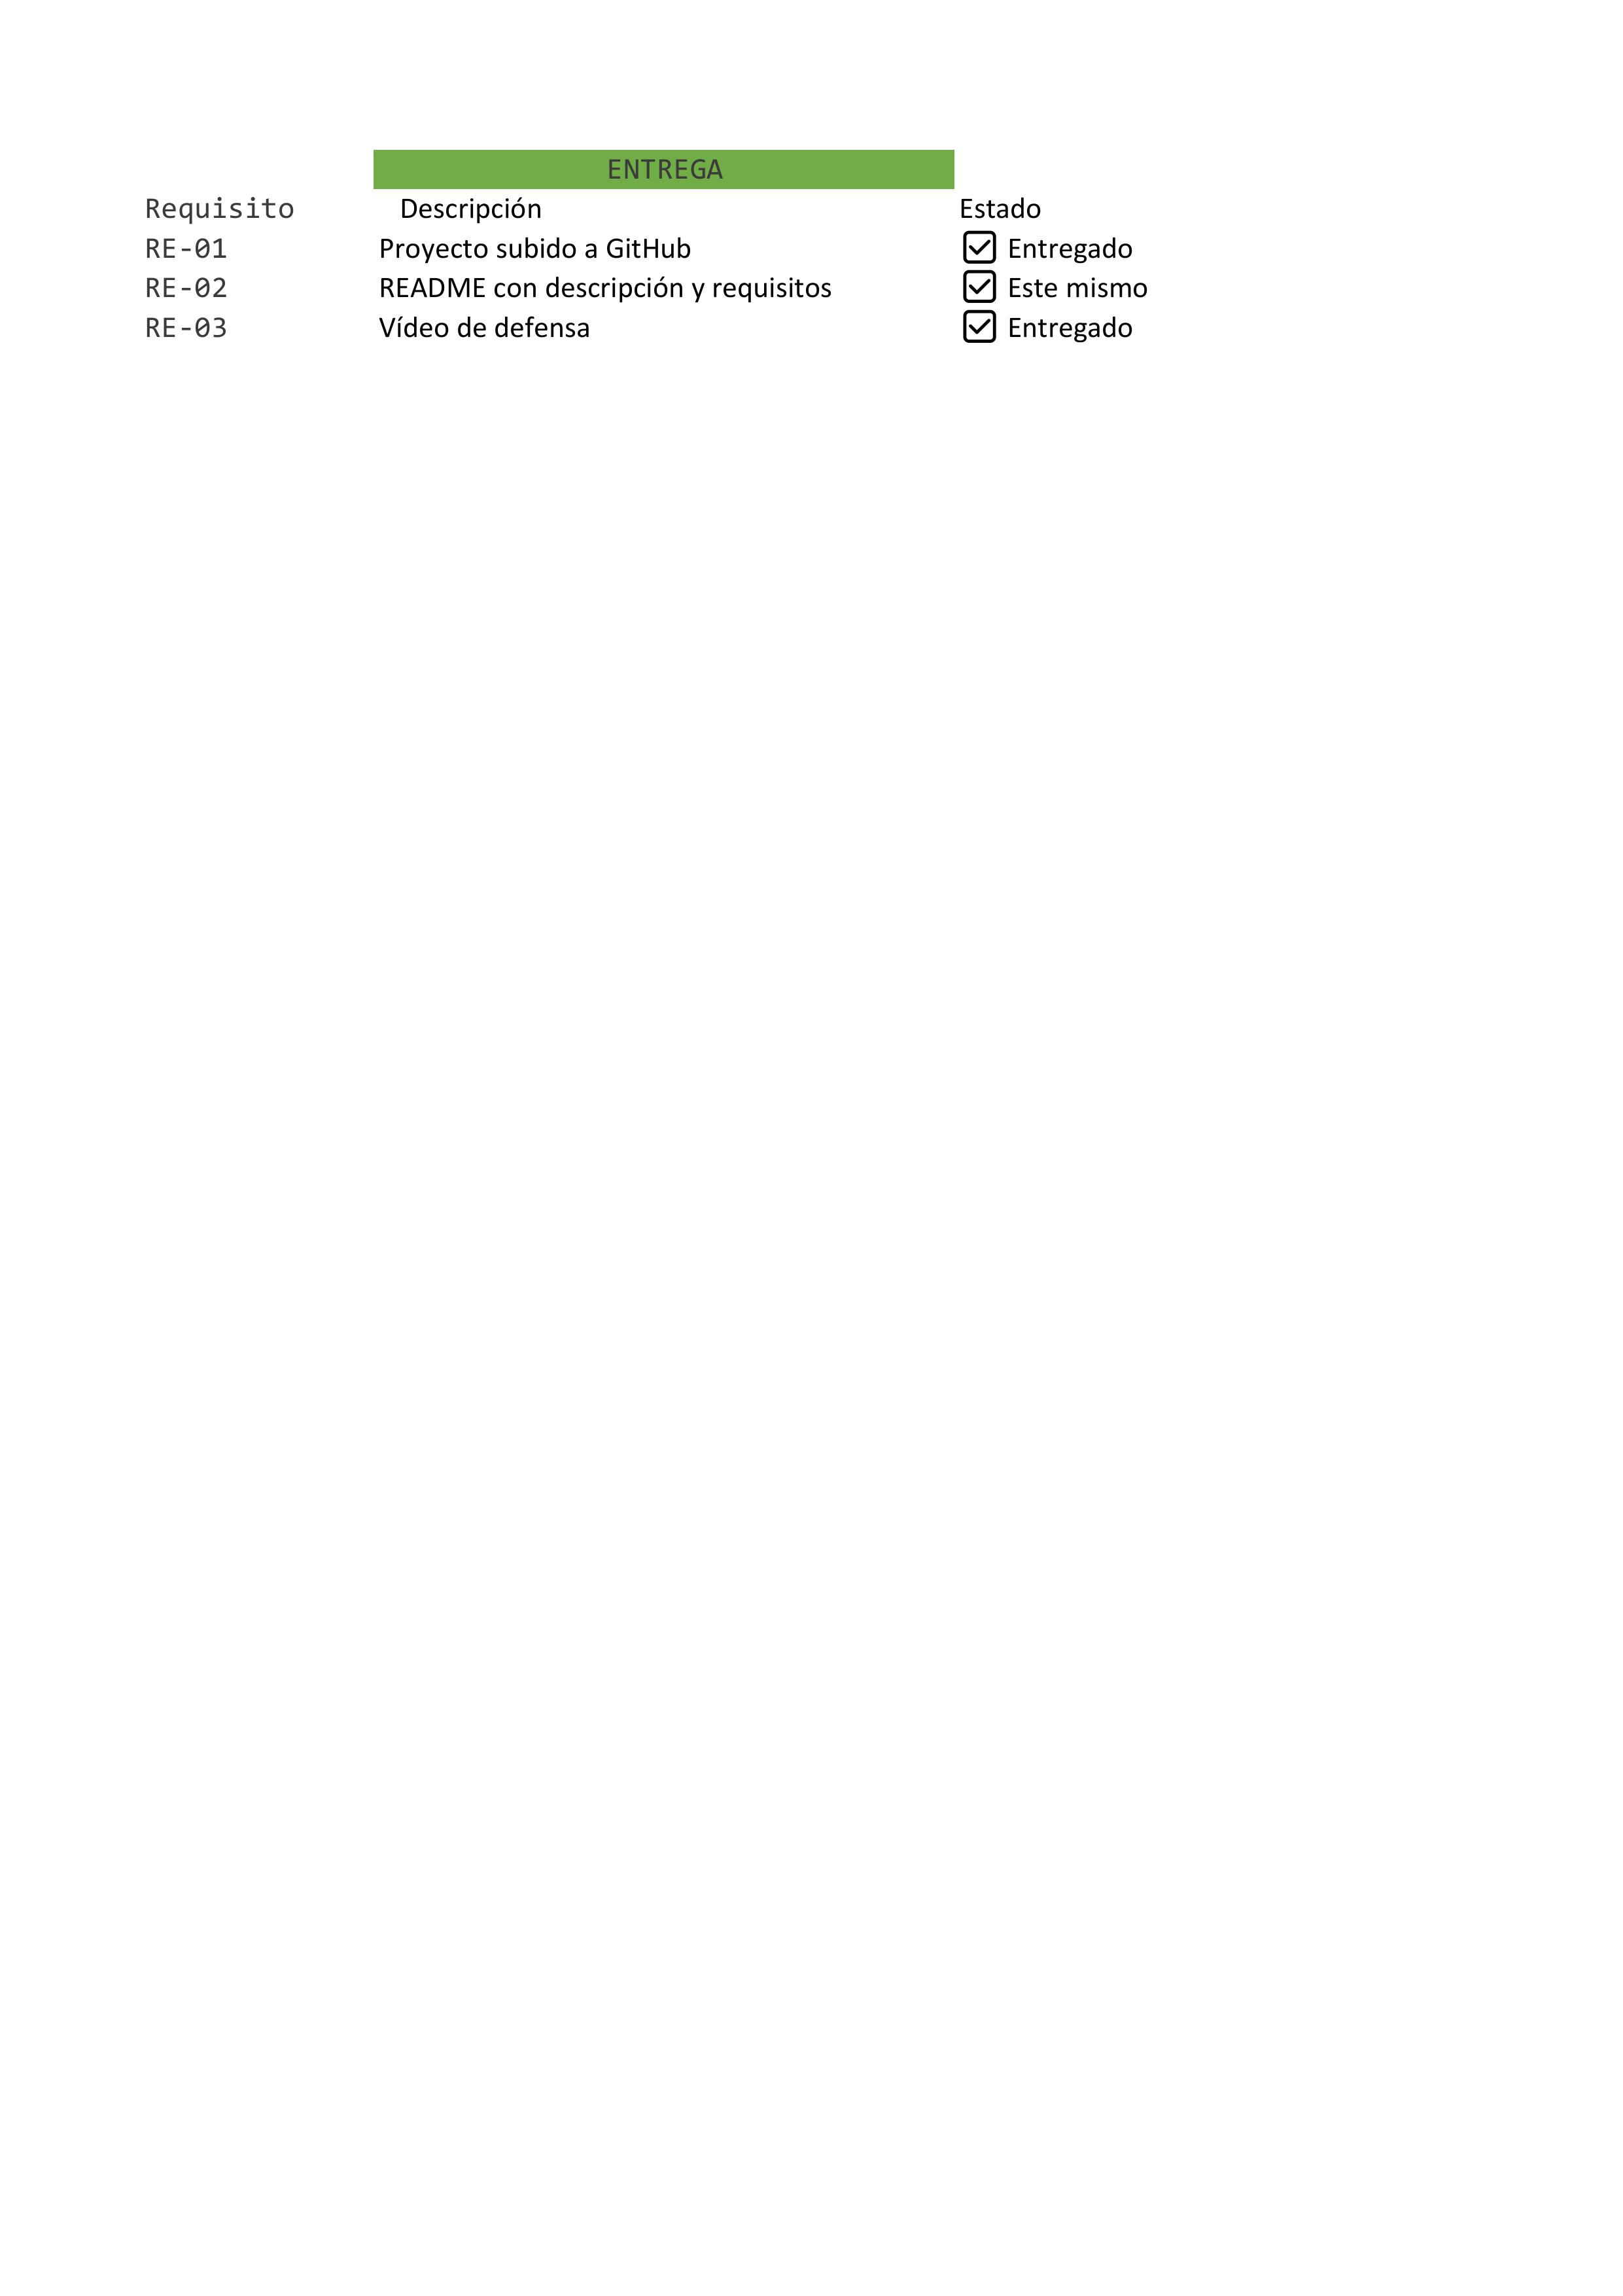 ENTREGA
Requisito Descripción Estado
RE-01 Proyecto subido a GitHub ☑ Entregado
RE-02 README con descripción y requisitos ☑ Este mismo
RE-03 Vídeo de defensa ☑ Entregado